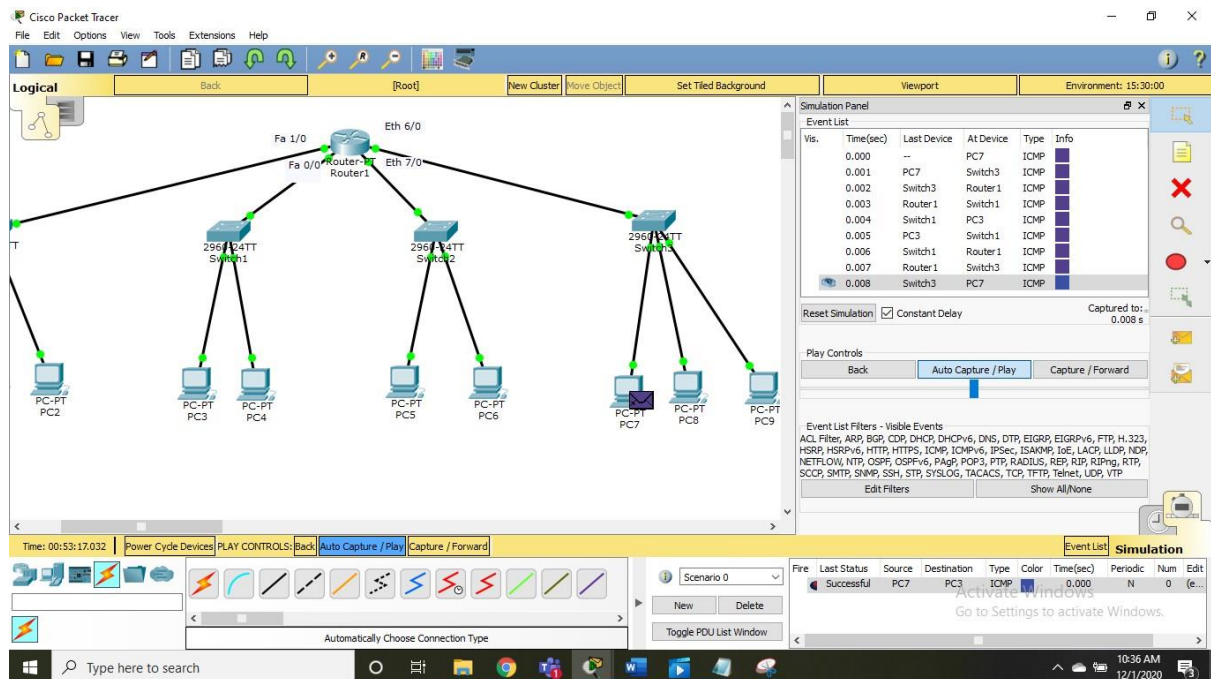 Cisco Packet Tracer
File Edit Options View Tools Extensions Help
Logical Back [Root] New Cluster Move Object Set Tiled Background Viewport Environment: 15:30:00
Fa 1/0
Eth 6/0
Fa 0/0
Router-PT
Router1
Eth 7/0
T
2960-24TT
Switch1
2960-24TT
Switch2
2960-24TT
PC-PT
PC2
PC-PT
PC3
PC-PT
PC4
PC-PT
PC5
PC-PT
PC6
PC-PT
PC7
PC-PT
PC8
PC-PT
PC9
Simulation Panel
Event List
Vis. Time(sec) Last Device At Device Type Info
0.000 -- PC7 ICMP
0.001 PC7 Switch3 ICMP
0.002 Switch3 Router1 ICMP
0.003 Router1 Switch1 ICMP
0.004 Switch1 PC3 ICMP
0.005 PC3 Switch1 ICMP
0.006 Switch1 Router1 ICMP
0.007 Router1 Switch3 ICMP
0.008 Switch3 PC7 ICMP
Reset Simulation Constant Delay Captured to:
0.008 s
Play Controls
Back Auto Capture / Play Capture / Forward
Event List Filters - Visible Events
ACL Filter, ARP, BGP, CDP, DHCP, DHCPv6, DNS, DTP, EIGRP, EIGRPv6, FTP, H.323,
HSRP, HSRPv6, HTTP, HTTPS, ICMP, ICMPv6, IPSec, ISAKMP, IoE, LACP, LLDP, NDP,
NETFLOW, NTP, OSPF, OSPFv6, PAgP, POP3, PTP, RADIUS, REP, RIP, RIPng, RTP,
SCCP, SMTP, SNMP, SSH, STP, SYSLOG, TACACS, TCP, TFTP, Telnet, UDP, VTP
Edit Filters Show All/None
Time: 00:53:17.032 Power Cycle Devices PLAY CONTROLS: Back Auto Capture / Play Capture / Forward Event List Simulation
Automatically Choose Connection Type
Scenario 0
New Delete
Toggle PDU List Window
Fire Last Status Source Destination Type Color Time(sec) Periodic Num Edit
Successful PC7 PC3 ICMP 0.000 N 0 (e...
Activate Windows
Go to Settings to activate Windows.
Type here to search
10:36 AM
12/1/2020
3